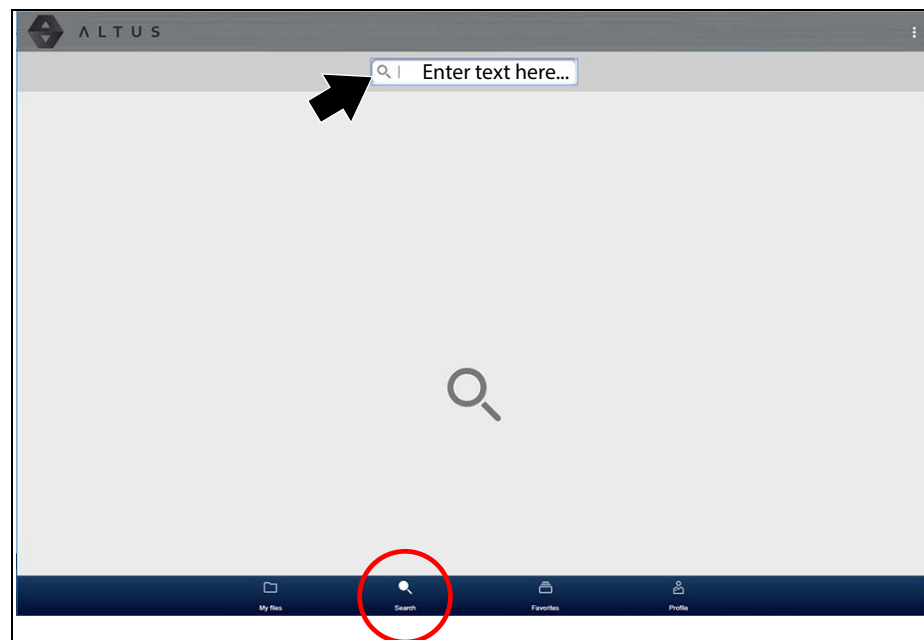 ALTUS
Enter text here...
My files
Search
Favorites
Profile